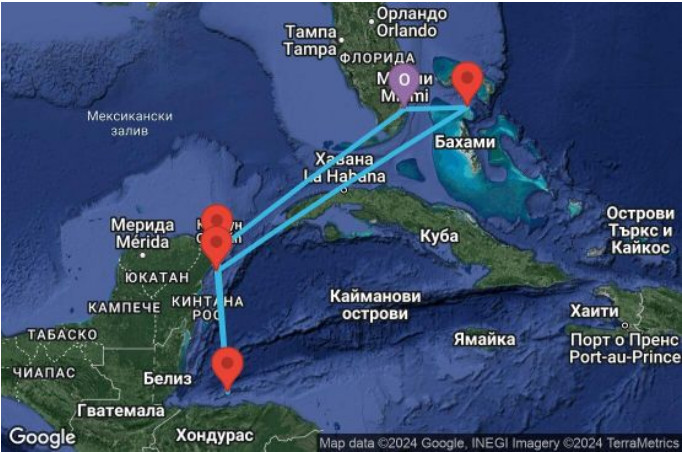 Орландо
Orlando
Тампа
Tampa
ФЛОРИДА
O
Miami
Мексикански
залив
Бахами
Хавана
La Habana
Мерида
Mérida
Куба
Острови
Търкс и
Кайкос
ЮКАТАН
КАМПЕЧЕ
КИНТАНА
Кайманови
острови
Хаити
ТАБАСКО
Ямайка
Порт о Пренс
Port-au-Prince
ЧИАПАС
Белиз
Гватемала
Хондурас
Google
Map data ©2024 Google, INEGI Imagery ©2024 TerraMetrics